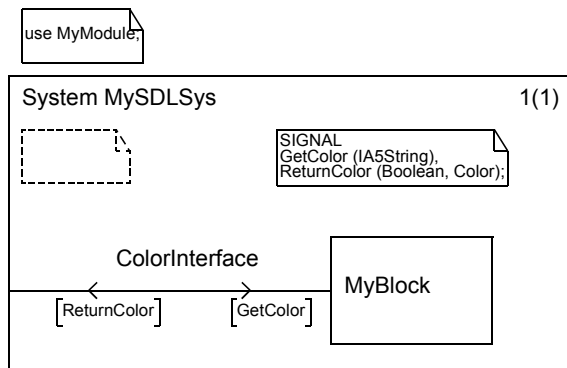 use MyModule;
System MySDLSys 1(1)
SIGNAL
GetColor (IA5String),
ReturnColor (Boolean, Color);
ColorInterface
MyBlock
[ReturnColor] [GetColor]